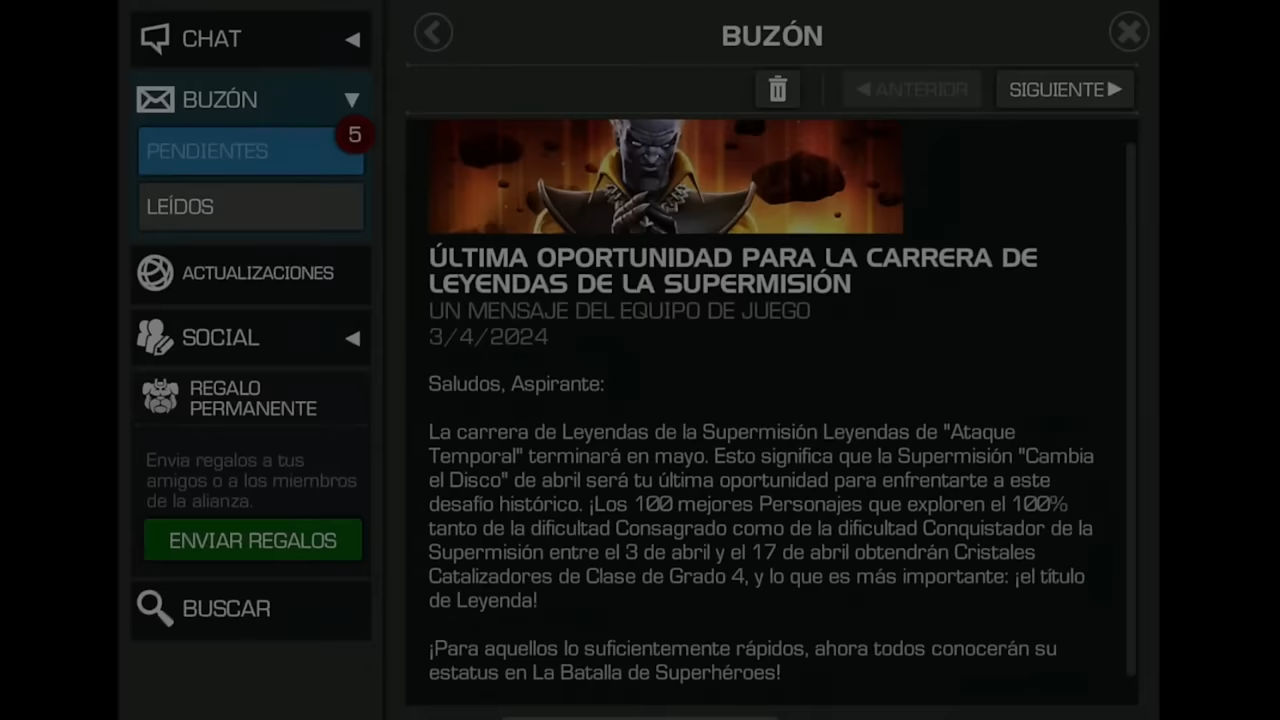 CHAT
BUZÓN
5
PENDIENTES
LEÍDOS
ACTUALIZACIONES
SOCIAL
REGALO
PERMANENTE
Envia regalos a tus
amigos o a los miembros
de la alianza.
ENVIAR REGALOS
BUSCAR
BUZÓN
ANTERIOR
SIGUIENTE
ÚLTIMA OPORTUNIDAD PARA LA CARRERA DE
LEYENDAS DE LA SUPERMISIÓN
UN MENSAJE DEL EQUIPO DE JUEGO
3/4/2024
Saludos, Aspirante:
La carrera de Leyendas de la Supermisión Leyendas de "Ataque
Temporal" terminará en mayo. Esto significa que la Supermisión "Cambia
el Disco" de abril será tu última oportunidad para enfrentarte a este
desafío histórico. ¡Los 100 mejores Personajes que exploren el 100%
tanto de la dificultad Consagrado como de la dificultad Conquistador de la
Supermisión entre el 3 de abril y el 17 de abril obtendrán Cristales
Catalizadores de Clase de Grado 4, y lo que es más importante: ¡el título
de Leyenda!
¡Para aquellos lo suficientemente rápidos, ahora todos conocerán su
estatus en La Batalla de Superhéroes!